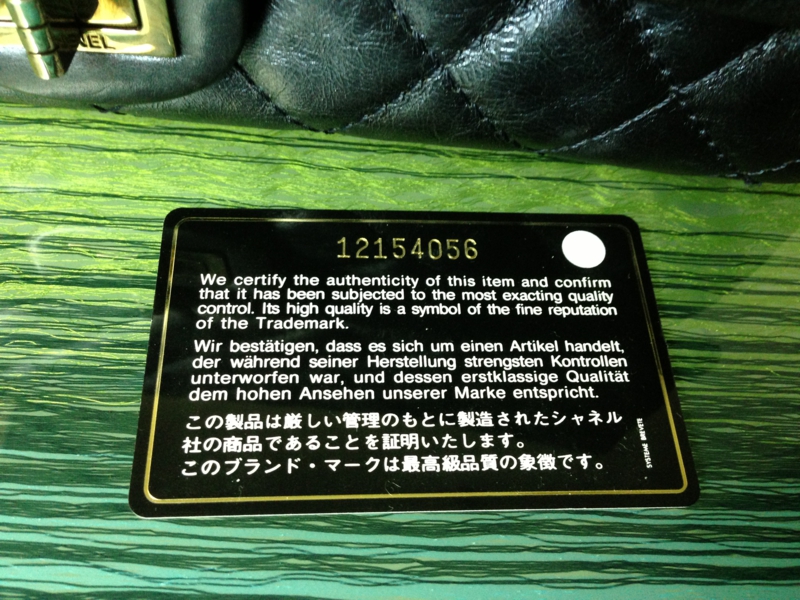 NEL
12154056
We certify the authenticity of this item and confirm
that it has been subjected to the most exacting quality
control. Its high quality is a symbol of the fine reputation
of the Trademark.
Wir bestätigen, dass es sich um einen Artikel handelt,
der während seiner Herstellung strengsten Kontrollen
unterworfen war, und dessen erstklassige Qualität
dem hohen Ansehen unserer Marke entspricht.
この製品は厳しい管理のもとに製造されたシャネル
社の商品であることを証明いたします。
このブランド・マークは最高級品質の象徴です。
SYSTEME BREVETE